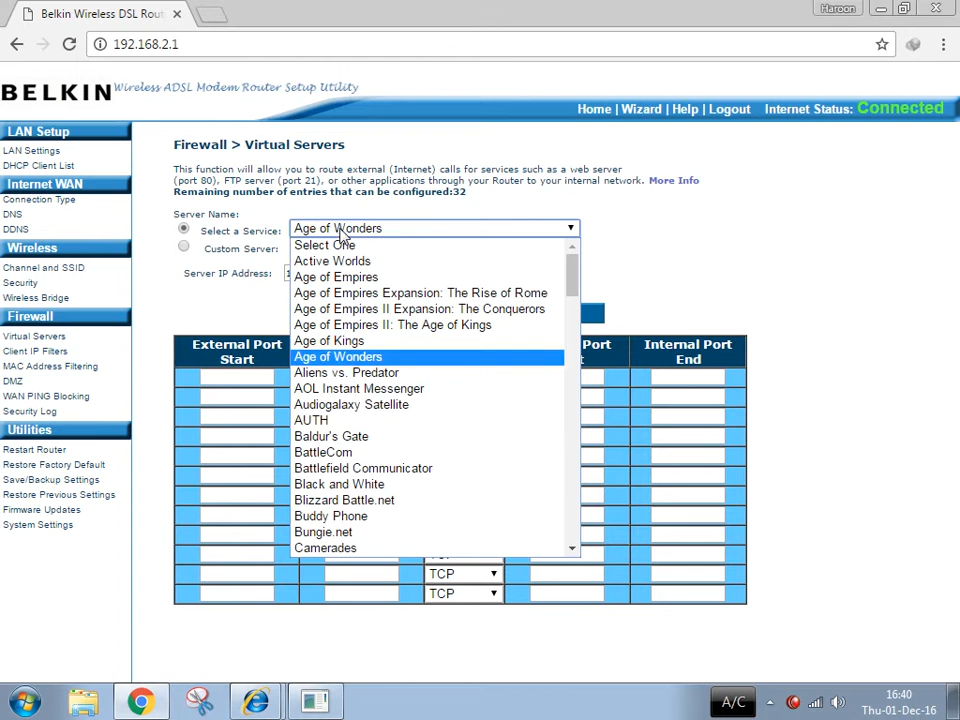 Belkin Wireless DSL Rout
Haroon
192.168.2.1
BELKIN Wireless ADSL Modem Router Setup Utility
Home | Wizard | Help | Logout Internet Status: Connected
LAN Setup
LAN Settings
DHCP Client List
Internet WAN
Connection Type
DNS
DDNS
Wireless
Channel and SSID
Security
Wireless Bridge
Firewall
Virtual Servers
Client IP Filters
MAC Address Filtering
DMZ
WAN PING Blocking
Security Log
Utilities
Restart Router
Restore Factory Default
Save/Backup Settings
Restore Previous Settings
Firmware Updates
System Settings
Firewall > Virtual Servers
This function will allow you to route external (Internet) calls for services such as a web server
(port 80), FTP server (port 21), or other applications through your Router to your internal network. More Info
Remaining number of entries that can be configured:32
Server Name:
Select a Service: Age of Wonders
Custom Server:
Server IP Address: 1
Select One
Active Worlds
Age of Empires
Age of Empires Expansion: The Rise of Rome
Age of Empires II Expansion: The Conquerors
Age of Empires II: The Age of Kings
Age of Kings
Age of Wonders
Aliens vs. Predator
AOL Instant Messenger
Audiogalaxy Satellite
AUTH
Baldur's Gate
BattleCom
Battlefield Communicator
Black and White
Blizzard Battle.net
Buddy Phone
Bungie.net
Camerades
External Port
Start
Port
Internal Port
End
TCP
TCP
A/C
16:40
Thu-01-Dec-16